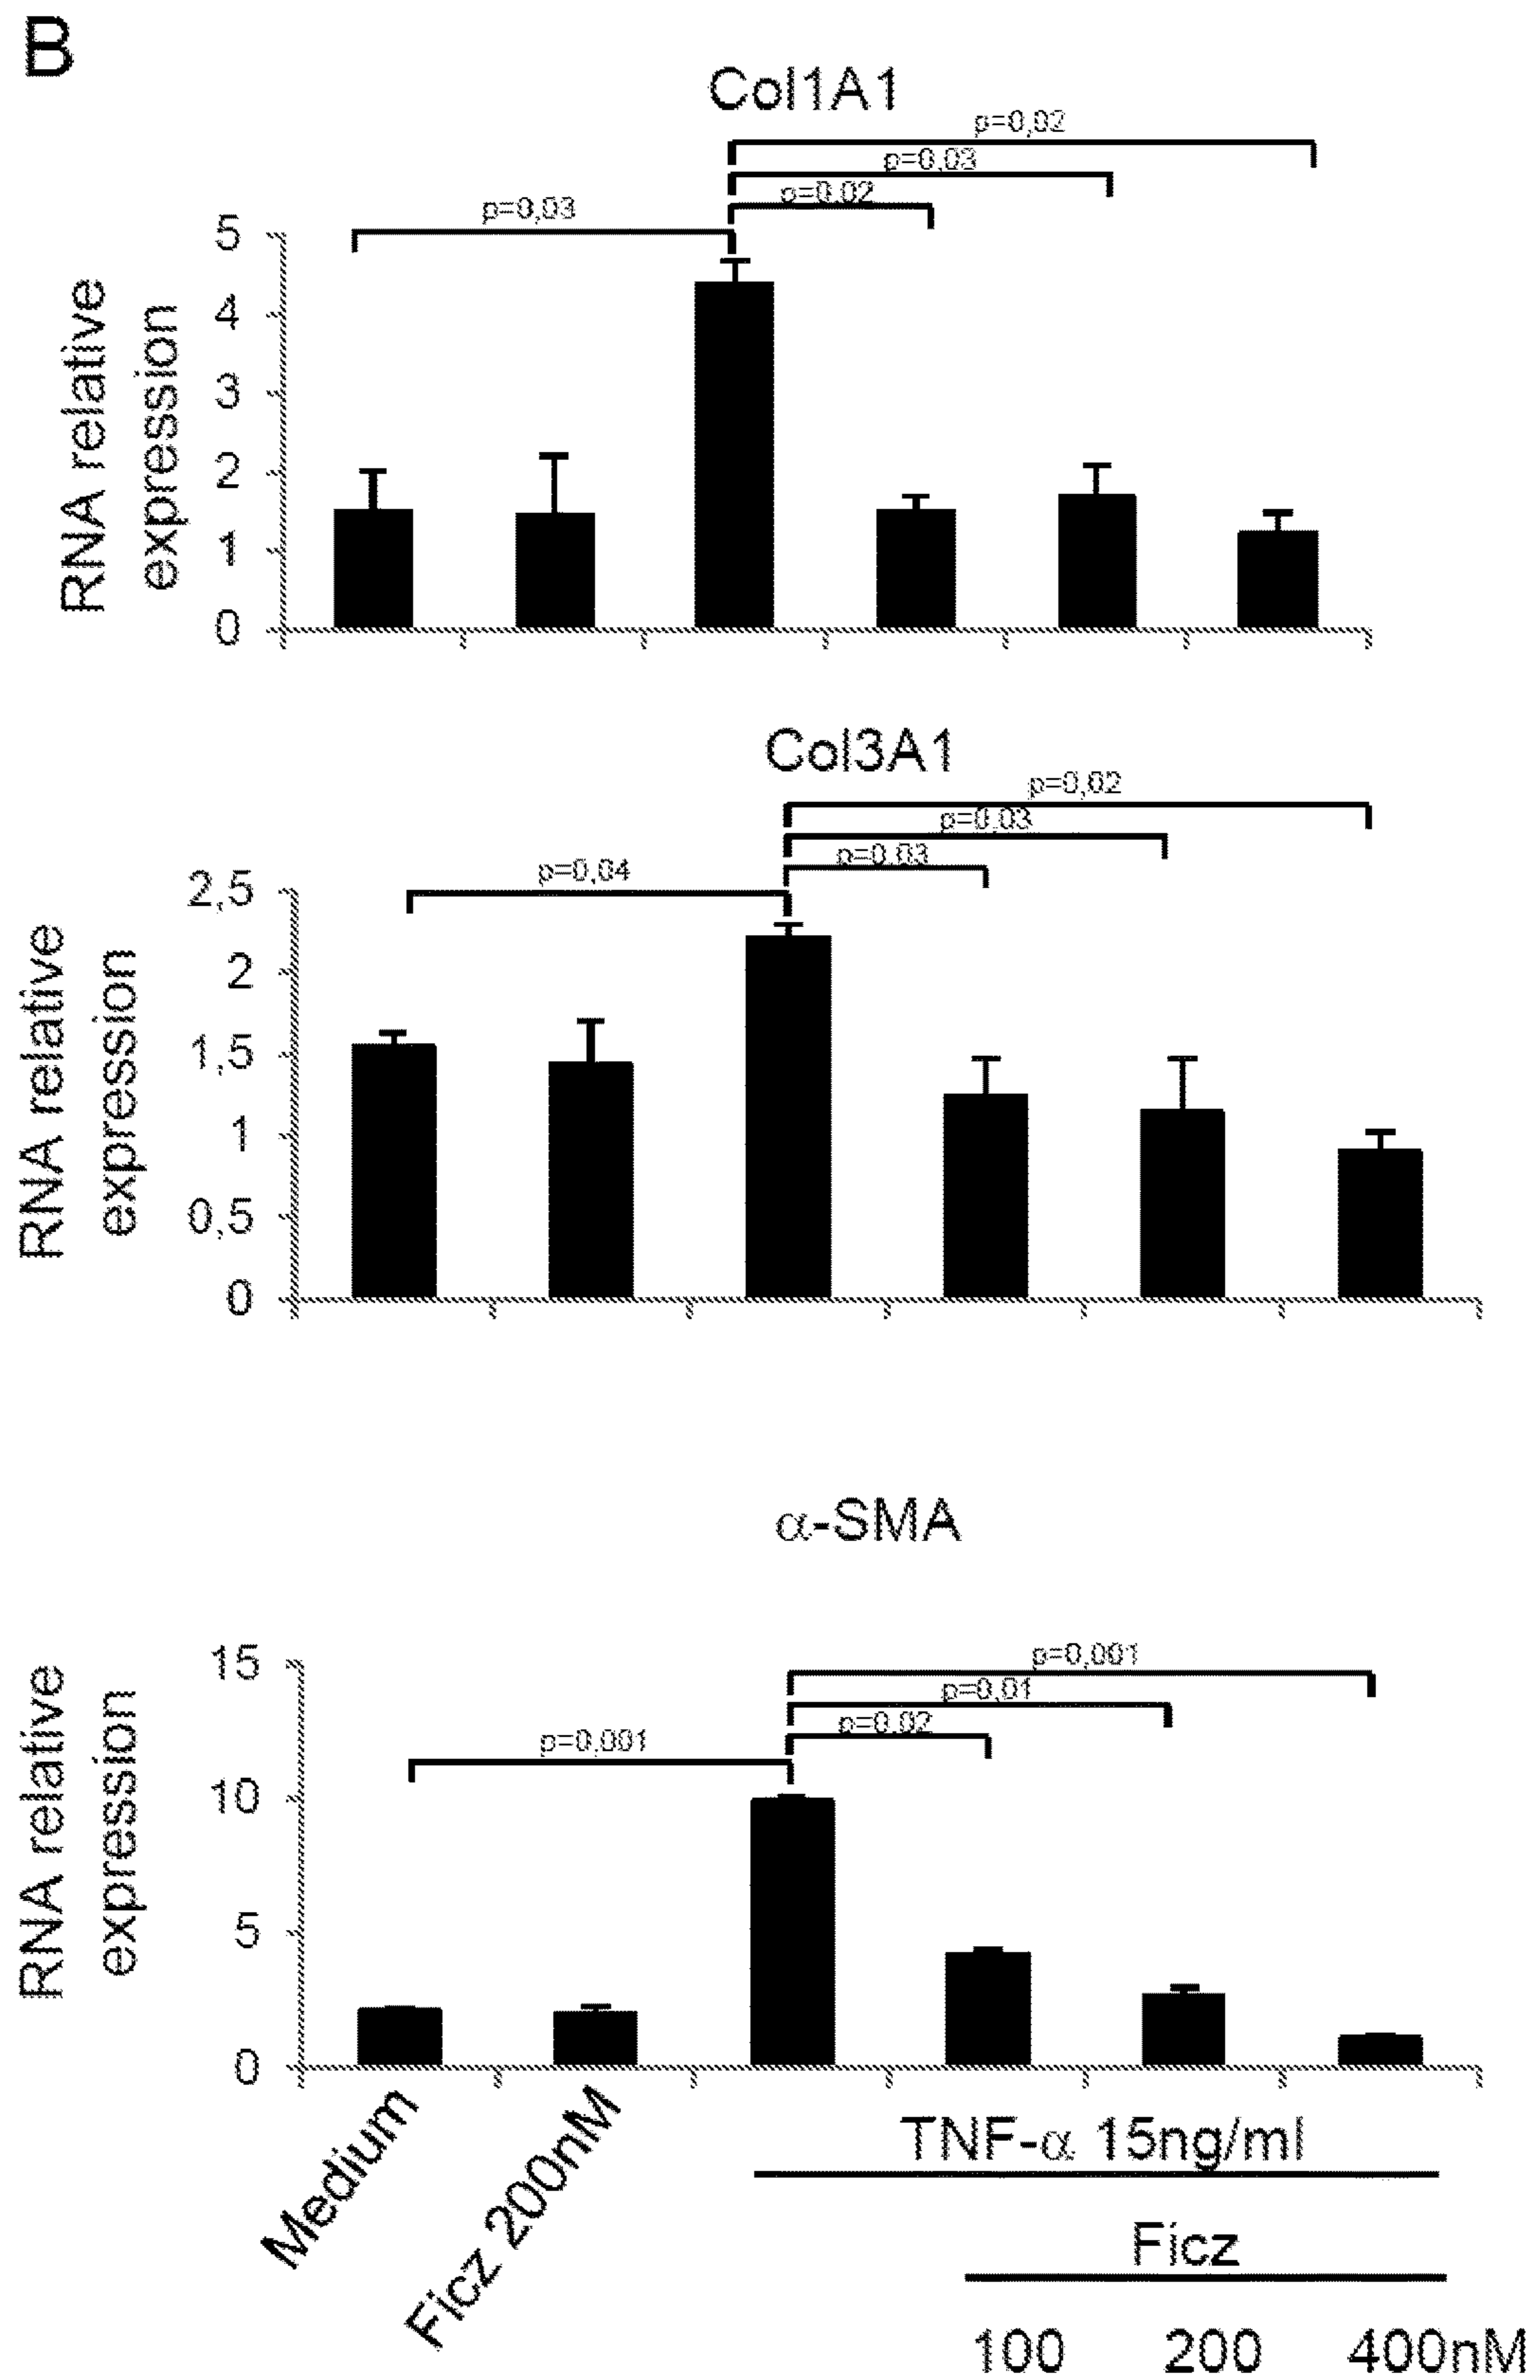 B
Col1A1
p=0,02
p=0,03
p=0,02
p=0,03
RNA relative
expression
5
4
3
2
1
0
Col3A1
p=0,02
p=0,03
p=0,03
p=0,04
RNA relative
expression
2,5
2
1,5
1
0,5
0
α-SMA
p=0,001
p=0,01
p=0,02
p=0,001
RNA relative
expression
15
10
5
0
Medium
Ficz 200nM
TNF-α 15ng/ml
Ficz
100 200 400nM